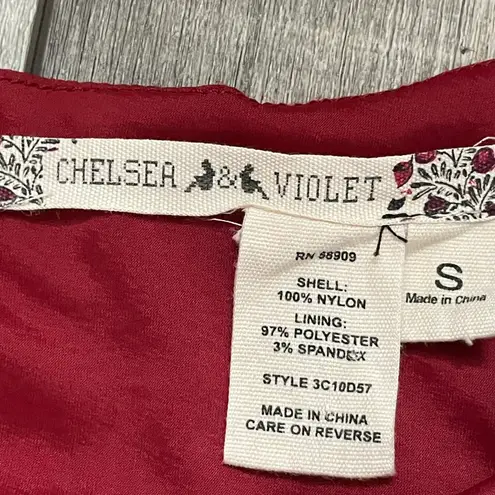 CHELSEA & VIOLET
RN 58909
SHELL:
100% NYLON
LINING:
97% POLYESTER
3% SPANDEX
STYLE 3C10D57
MADE IN CHINA
CARE ON REVERSE
S
Made in China